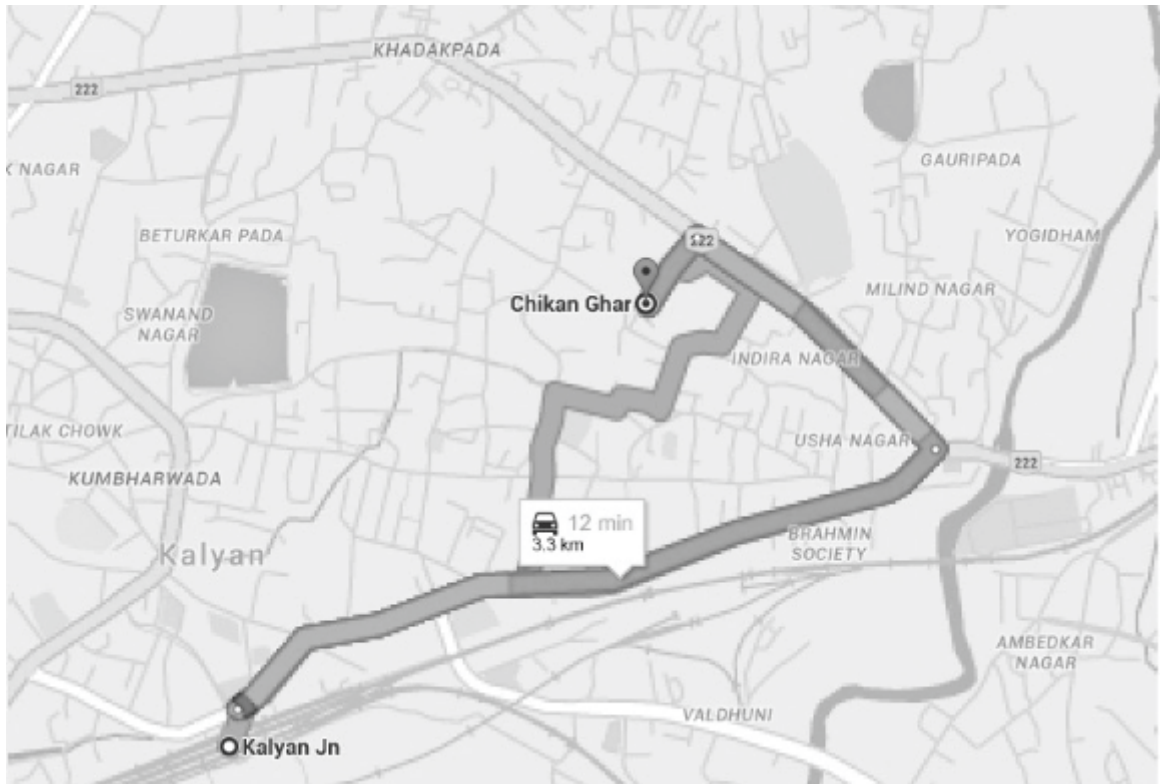 KHADAKPADA
222
GAURIPADA
K NAGAR
BETURKAR PADA
YOGIDHAM
222
Chikan Ghar
MILIND NAGAR
SWANAND
NAGAR
INDIRA NAGAR
TILAK CHOWK
USHA NAGAR
222
KUMBHARWADA
12 min
3.3 km
BRAHMIN
SOCIETY
Kalyan
AMBEDKAR
NAGAR
VALDHUNI
Kalyan Jn